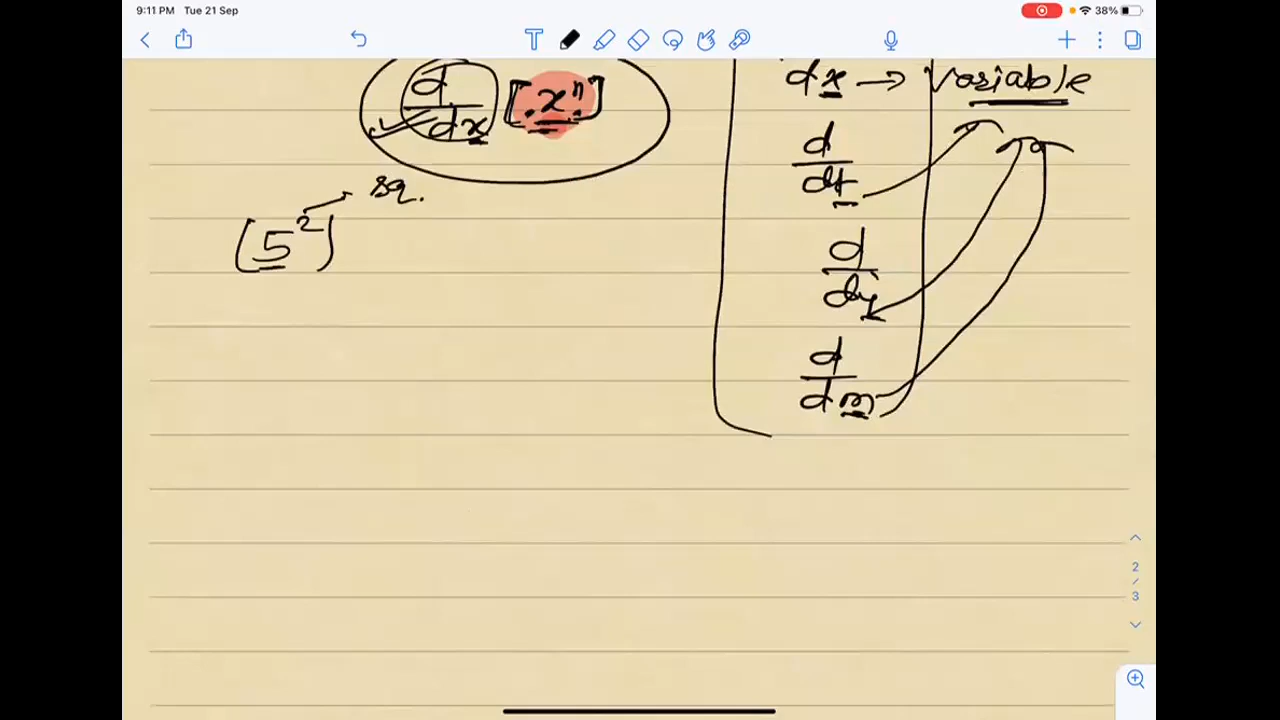 9:11 PM Tue 21 Sep
38%
d/dx [x^n]
dx → Variable
d/dt
sq.
(5²)
d/dy
d/dm
2
/
3